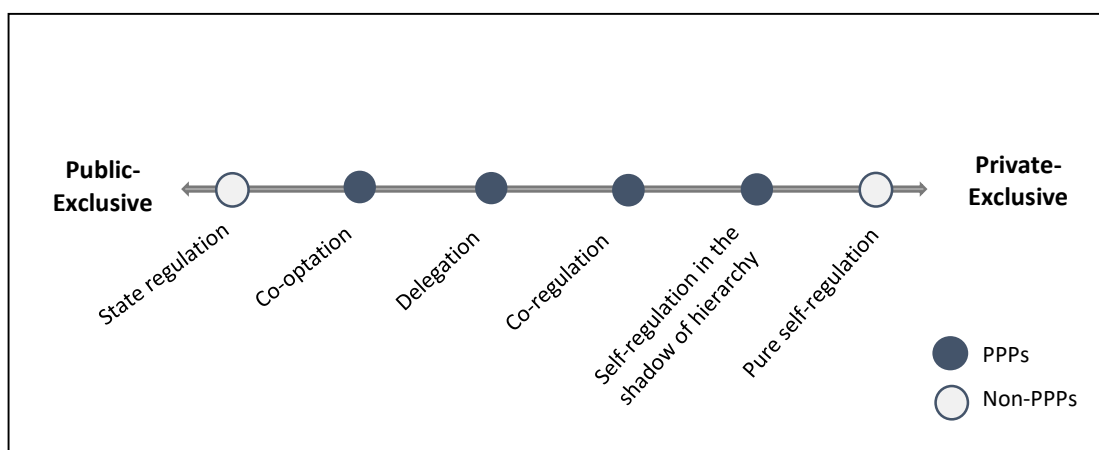 Public-
Exclusive
Private-
Exclusive
State regulation
Co-optation
Delegation
Co-regulation
Self-regulation in the
shadow of hierarchy
Pure self-regulation
PPPs
Non-PPPs